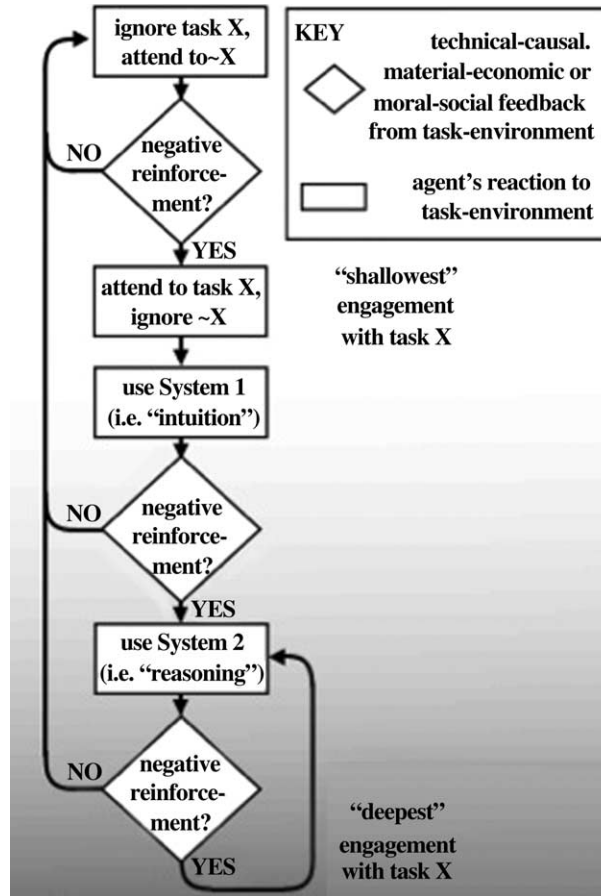 ignore task X,
attend to~X
KEY
technical-causal.
material-economic or
moral-social feedback
from task-environment
agent's reaction to
task-environment
NO
negative
reinforce-
ment?
YES
attend to task X,
ignore ~X
“shallowest”
engagement
with task X
use System 1
(i.e. “intuition”)
NO
negative
reinforce-
ment?
YES
use System 2
(i.e. “reasoning”)
NO
negative
reinforce-
ment?
YES
“deepest”
engagement
with task X